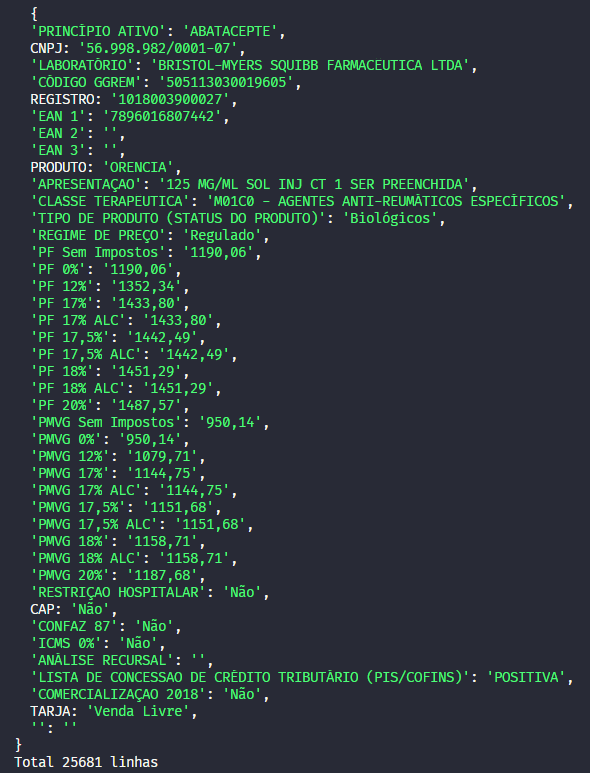 {
'PRINCÍPIO ATIVO': 'ABATACEPTE',
CNPJ: '56.998.982/0001-07',
'LABORATÓRIO': 'BRISTOL-MYERS SQUIBB FARMACEUTICA LTDA',
'CÓDIGO GGREM': '505113030019605',
REGISTRO: '1018003900027',
'EAN 1': '7896016807442',
'EAN 2': '',
'EAN 3': '',
PRODUTO: 'ORENCIA',
'APRESENTAÇAO': '125 MG/ML SOL INJ CT 1 SER PREENCHIDA',
'CLASSE TERAPEUTICA': 'M01C0 - AGENTES ANTI-REUMÁTICOS ESPECÍFICOS',
'TIPO DE PRODUTO (STATUS DO PRODUTO)': 'Biológicos',
'REGIME DE PREÇO': 'Regulado',
'PF Sem Impostos': '1190,06',
'PF 0%': '1190,06',
'PF 12%': '1352,34',
'PF 17%': '1433,80',
'PF 17% ALC': '1433,80',
'PF 17,5%': '1442,49',
'PF 17,5% ALC': '1442,49',
'PF 18%': '1451,29',
'PF 18% ALC': '1451,29',
'PF 20%': '1487,57',
'PMVG Sem Impostos': '950,14',
'PMVG 0%': '950,14',
'PMVG 12%': '1079,71',
'PMVG 17%': '1144,75',
'PMVG 17% ALC': '1144,75',
'PMVG 17,5%': '1151,68',
'PMVG 17,5% ALC': '1151,68',
'PMVG 18%': '1158,71',
'PMVG 18% ALC': '1158,71',
'PMVG 20%': '1187,68',
'RESTRIÇAO HOSPITALAR': 'Não',
CAP: 'Não',
'CONFAZ 87': 'Não',
'ICMS 0%': 'Não',
'ANÁLISE RECURSAL': '',
'LISTA DE CONCESSAO DE CRÉDITO TRIBUTÁRIO (PIS/COFINS)': 'POSITIVA',
'COMERCIALIZAÇAO 2018': 'Não',
TARJA: 'Venda Livre',
'': ''
}
Total 25681 linhas